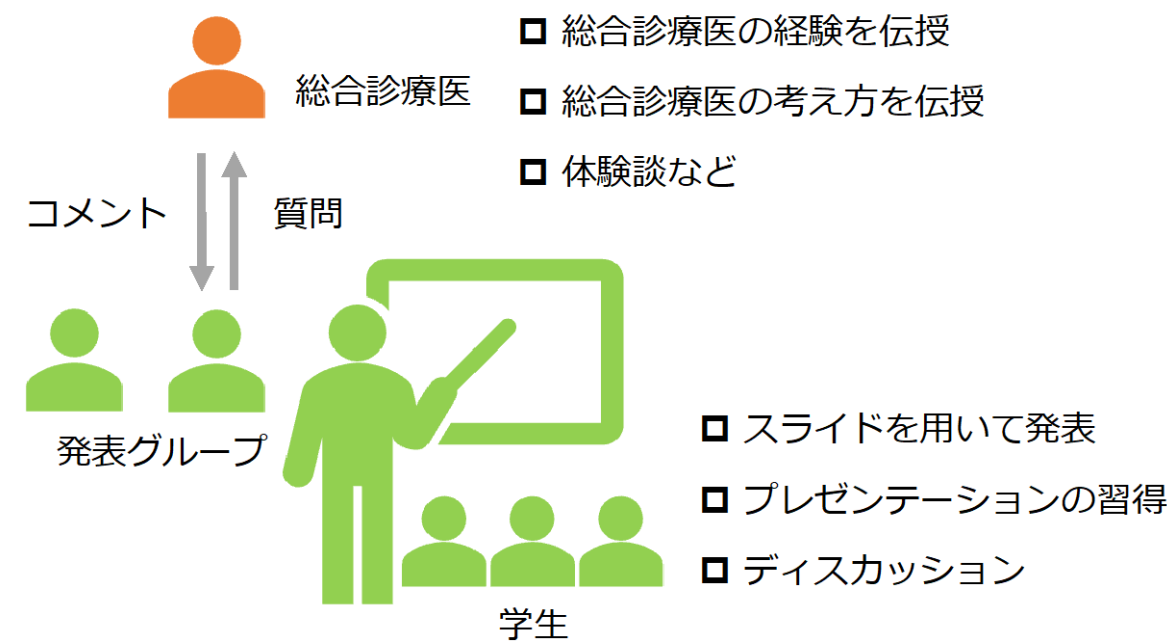 総合診療医
総合診療医の経験を伝授
総合診療医の考え方を伝授
体験談など
コメント
質問
発表グループ
スライドを用いて発表
プレゼンテーションの習得
ディスカッション
学生